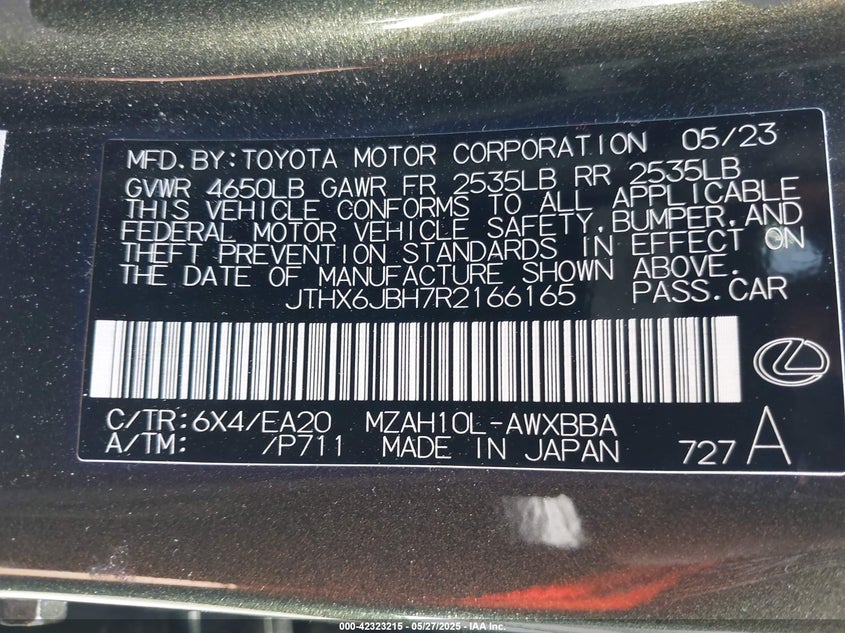 MFD.BY:TOYOTA MOTOR CORPORATION 05/23
GVWR 4650LB GAWR FR 2535LB RR 2535LB
THIS VEHICLE CONFORMS TO ALL APPLICABLE
FEDERAL MOTOR VEHICLE SAFETY,BUMPER,AND
THEFT PREVENTION STANDARDS IN EFFECT ON
THE DATE OF MANUFACTURE SHOWN ABOVE.
JTHX6JBH7R2166165 PASS.CAR
C/TR:6X4/EA20 MZAH10L-AWXBBA
A/TM: /P711 MADE IN JAPAN 727 A
000-42323215 - 05/27/2025 - IAA Inc.